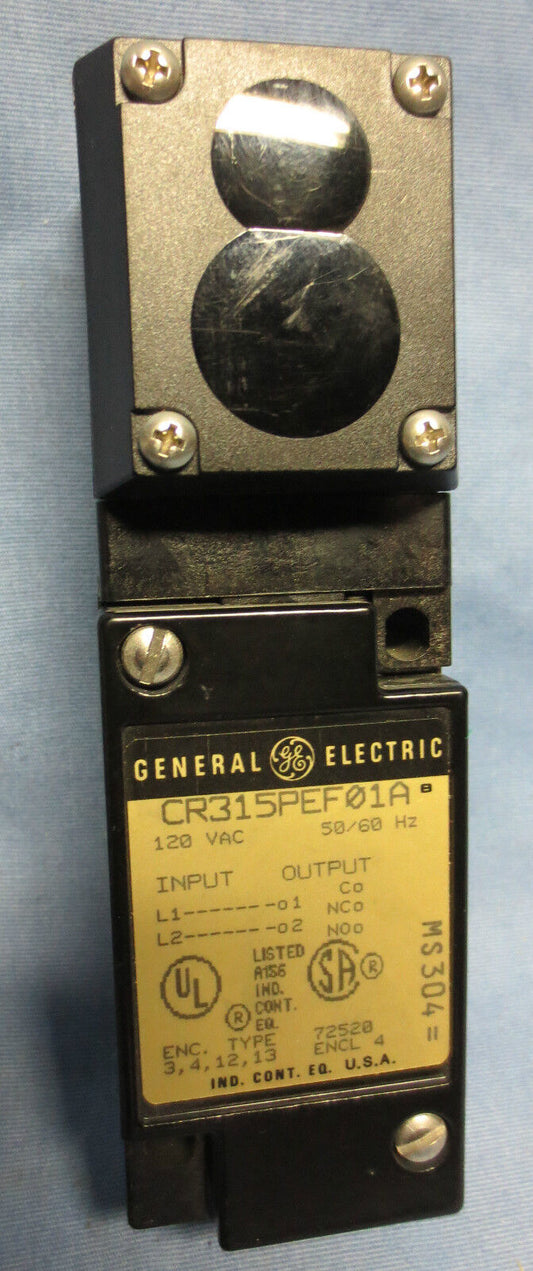 GENERAL GE ELECTRIC
CR315PEF01A B
120 VAC 50/60 Hz
INPUT OUTPUT
Co
L1-------o1 NCo
L2-------o2 NOo
UL ®
LISTED
A156
IND.
CONT.
EQ.
SA ®
ENC. TYPE 72520
3,4,12,13 ENCL 4
IND. CONT. EQ. U.S.A.
MS304 =